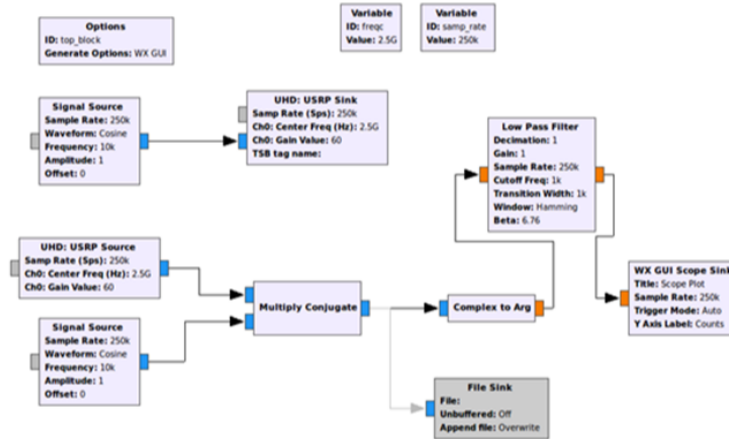 Options
ID: top_block
Generate Options: WX GUI
Variable
ID: freqc
Value: 2.5G
Variable
ID: samp_rate
Value: 250k
Signal Source
Sample Rate: 250k
Waveform: Cosine
Frequency: 10k
Amplitude: 1
Offset: 0
UHD: USRP Sink
Samp Rate (Sps): 250k
Ch0: Center Freq (Hz): 2.5G
Ch0: Gain Value: 60
TSB tag name:
Low Pass Filter
Decimation: 1
Gain: 1
Sample Rate: 250k
Cutoff Freq: 1k
Transition Width: 1k
Window: Hamming
Beta: 6.76
UHD: USRP Source
Samp Rate (Sps): 250k
Ch0: Center Freq (Hz): 2.5G
Ch0: Gain Value: 60
Signal Source
Sample Rate: 250k
Waveform: Cosine
Frequency: 10k
Amplitude: 1
Offset: 0
Multiply Conjugate
Complex to Arg
WX GUI Scope Sink
Title: Scope Plot
Sample Rate: 250k
Trigger Mode: Auto
Y Axis Label: Counts
File Sink
File:
Unbuffered: Off
Append file: Overwrite